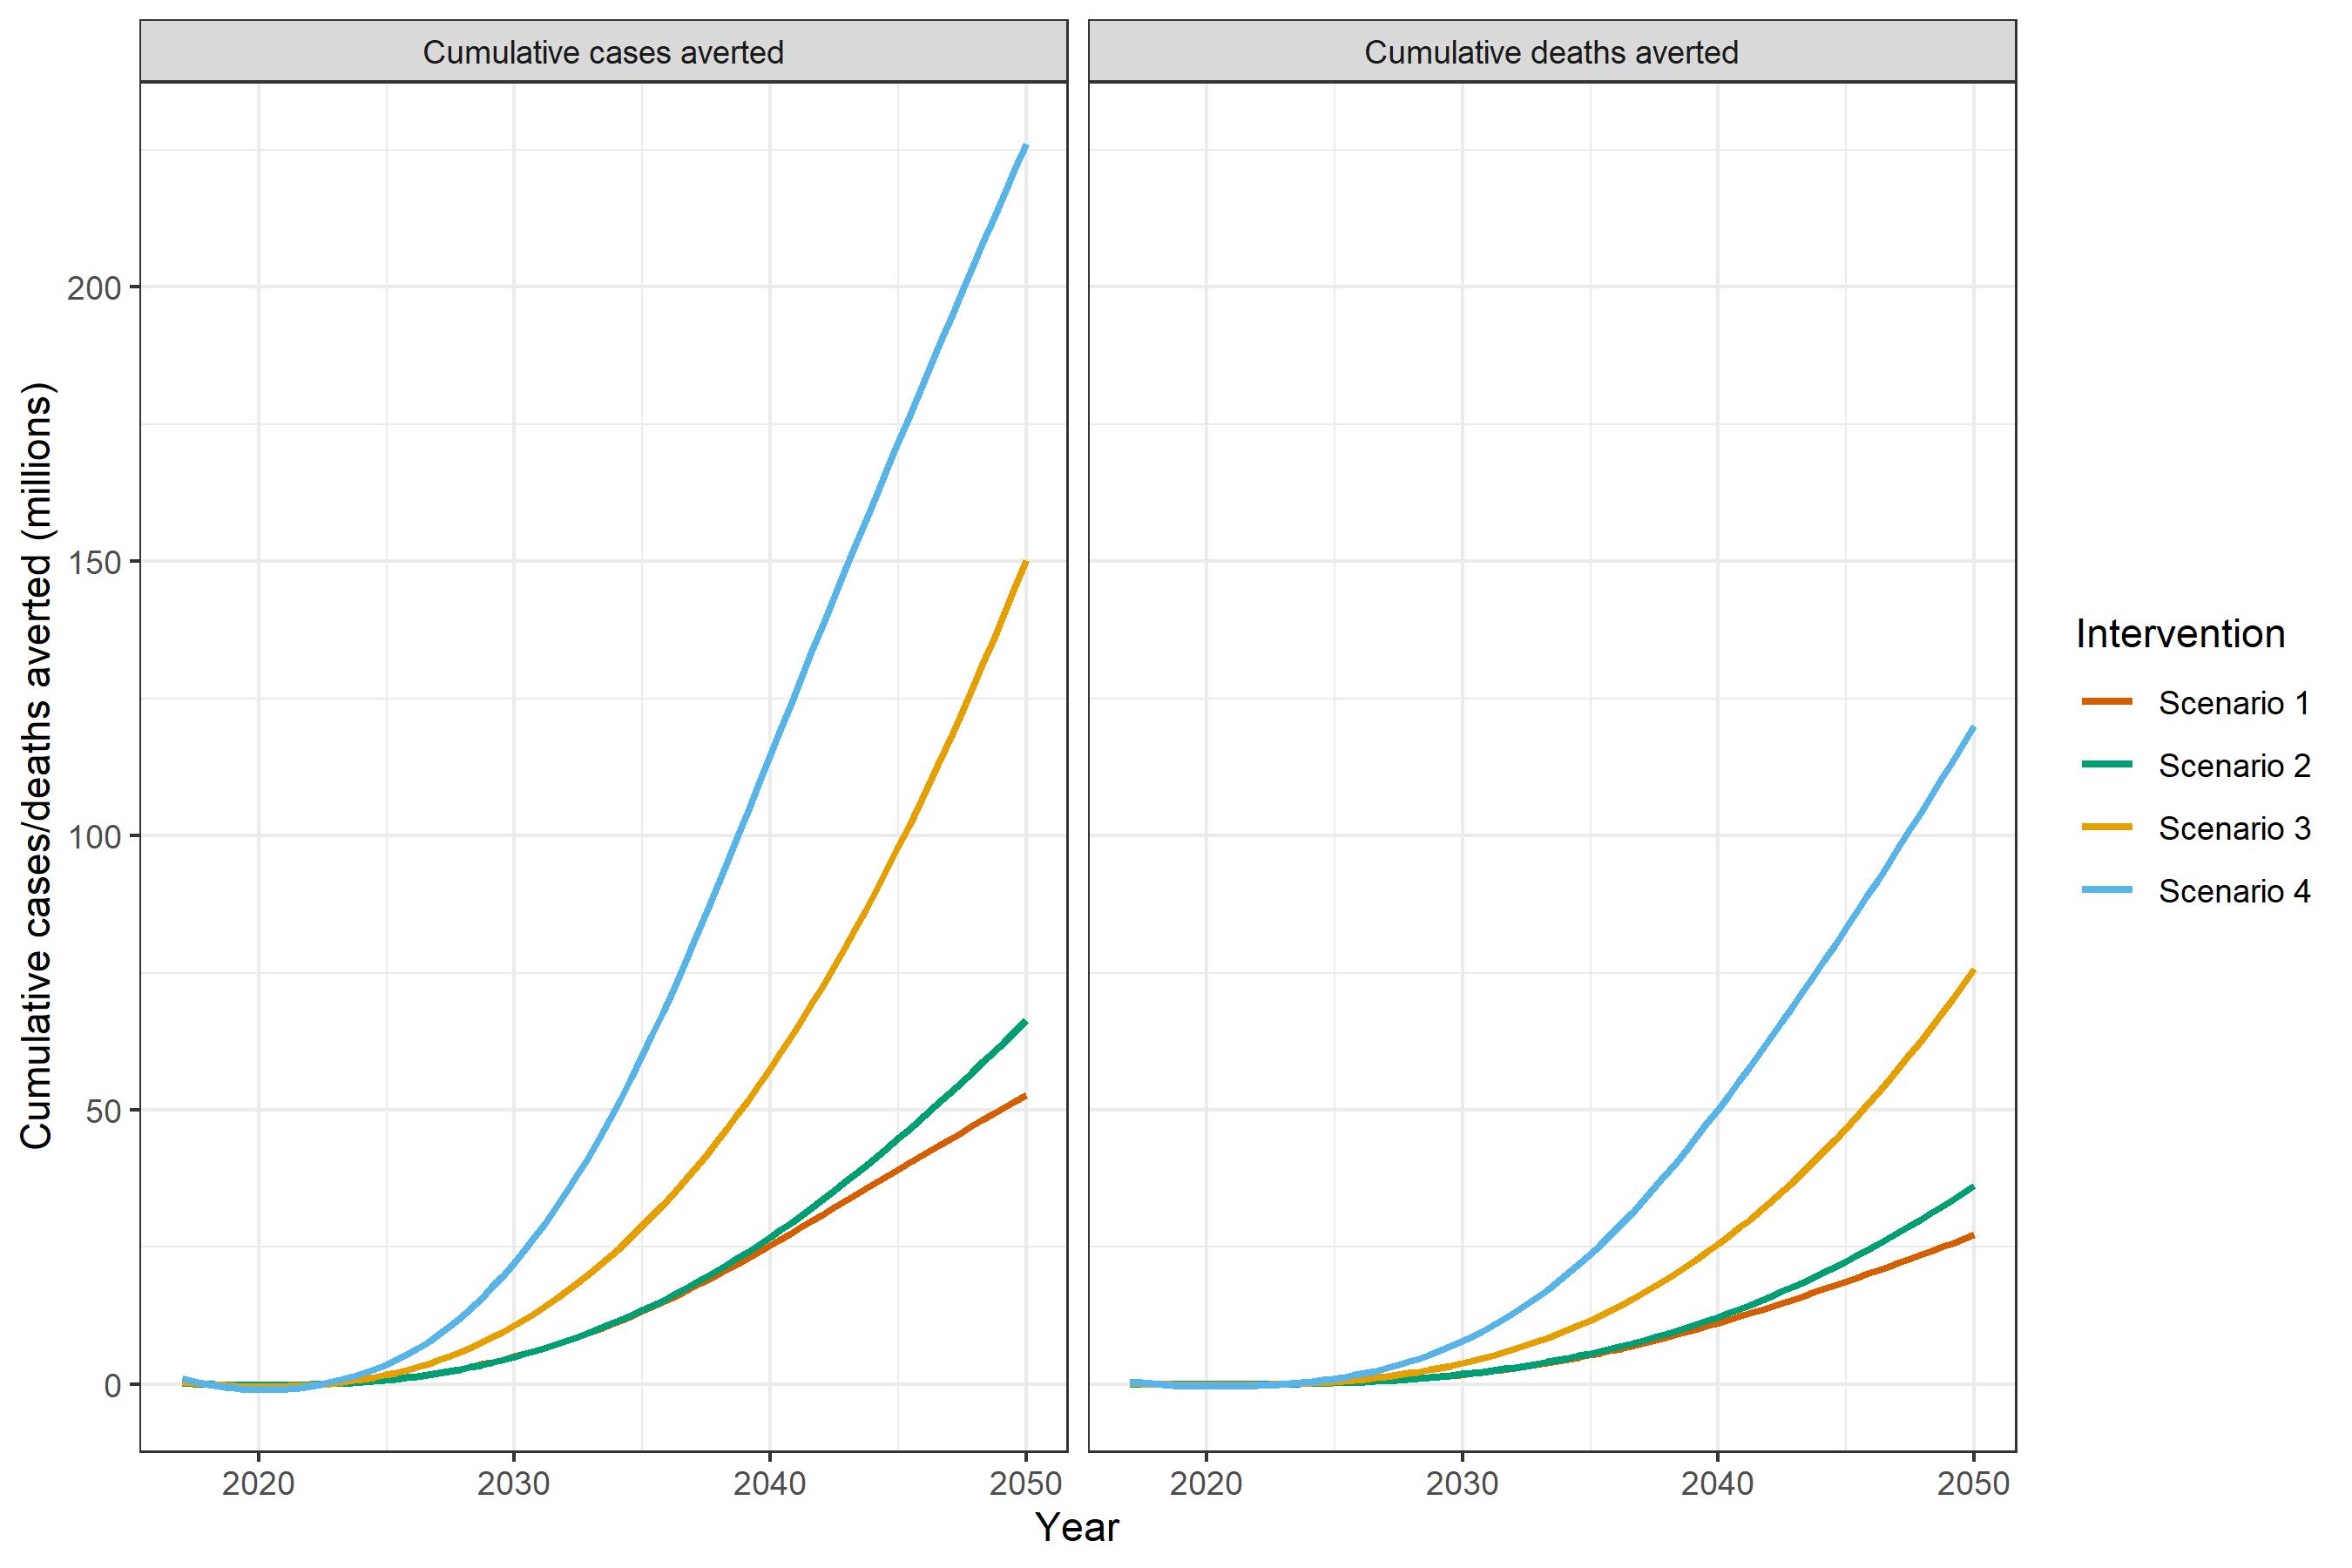 Cumulative cases averted
Cumulative deaths averted
Cumulative cases/deaths averted (millions)
200
150
100
50
0
2020 2030 2040 2050
2020 2030 2040 2050
Year
Intervention
Scenario 1
Scenario 2
Scenario 3
Scenario 4